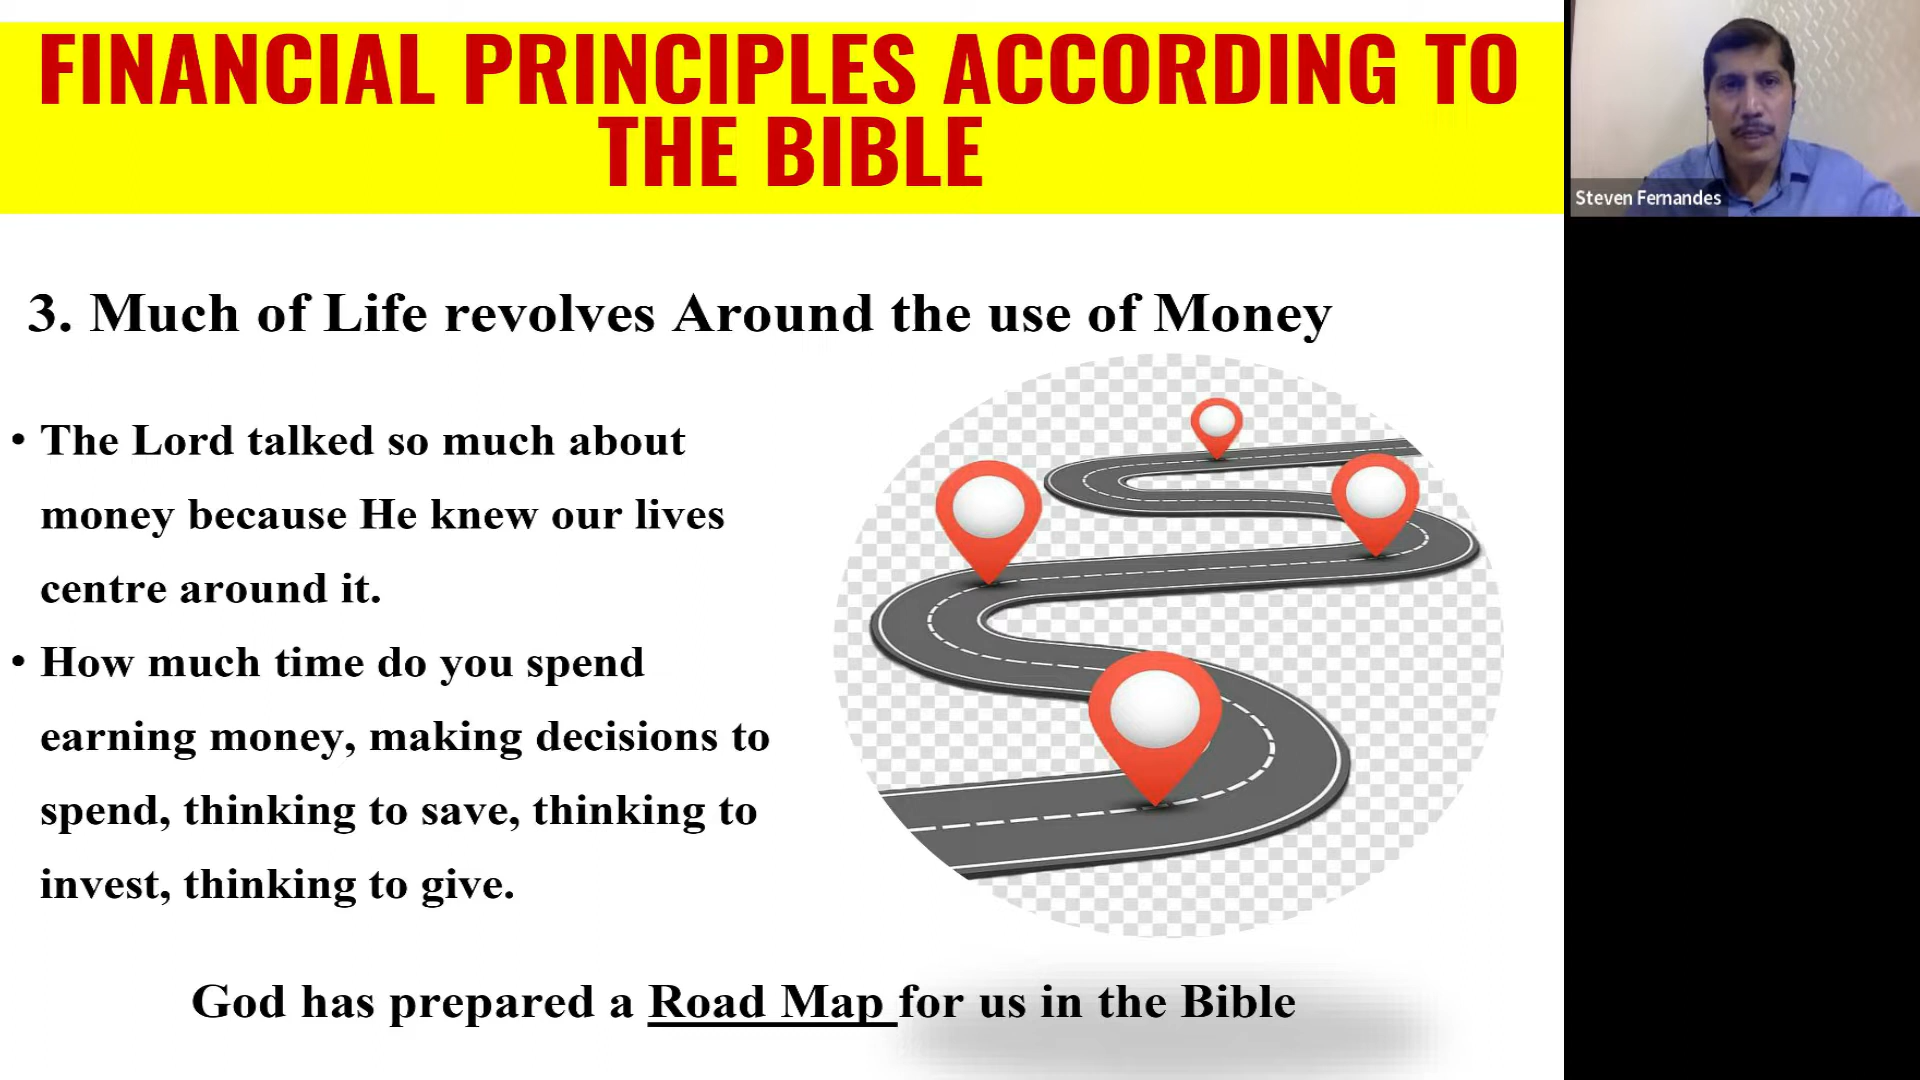 FINANCIAL PRINCIPLES ACCORDING TO
THE BIBLE
Steven Fernandes
3. Much of Life revolves Around the use of Money
• The Lord talked so much about
money because He knew our lives
centre around it.
• How much time do you spend
earning money, making decisions to
spend, thinking to save, thinking to
invest, thinking to give.
God has prepared a Road Map for us in the Bible